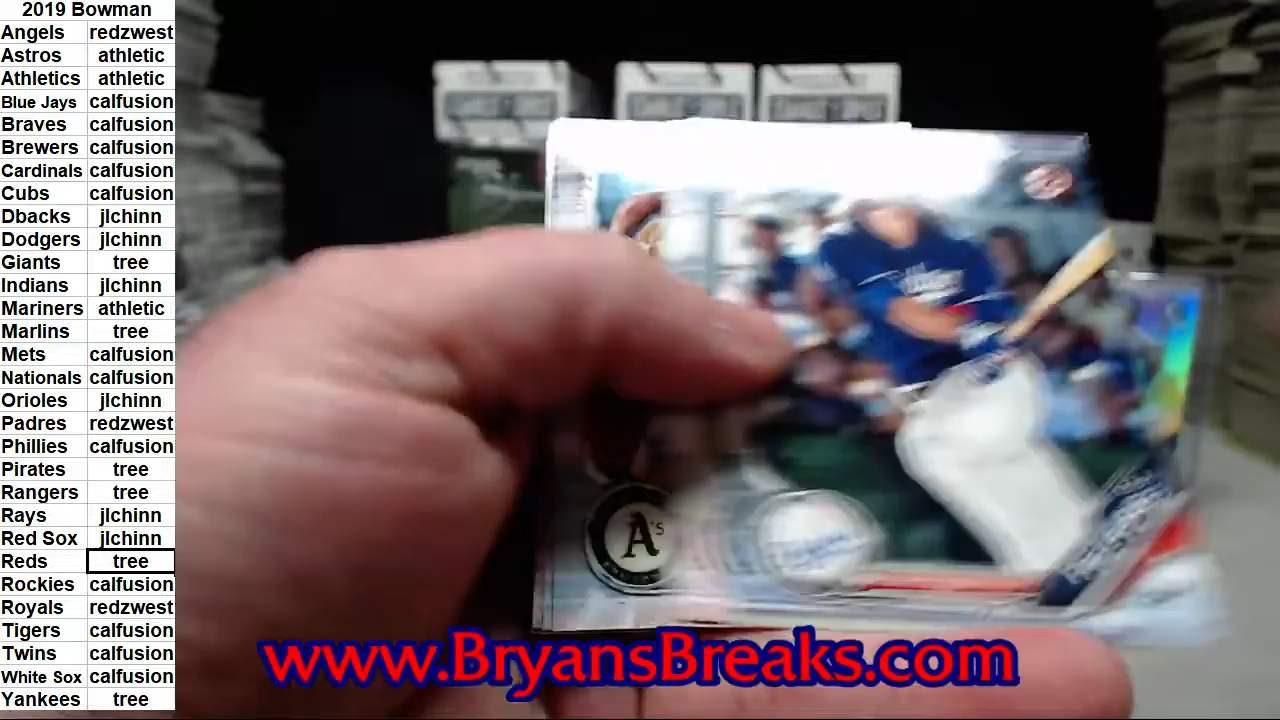 2019 Bowman
Angels redzwest
Astros athletic
Athletics athletic
Blue Jays calfusion
Braves calfusion
Brewers calfusion
Cardinals calfusion
Cubs calfusion
Dbacks jlchinn
Dodgers jlchinn
Giants tree
Indians jlchinn
Mariners athletic
Marlins tree
Mets calfusion
Nationals calfusion
Orioles jlchinn
Padres redzwest
Phillies calfusion
Pirates tree
Rangers tree
Rays jlchinn
Red Sox jlchinn
Reds tree
Rockies calfusion
Royals redzwest
Tigers calfusion
Twins calfusion
White Sox calfusion
Yankees tree
A's
www.BryansBreaks.com